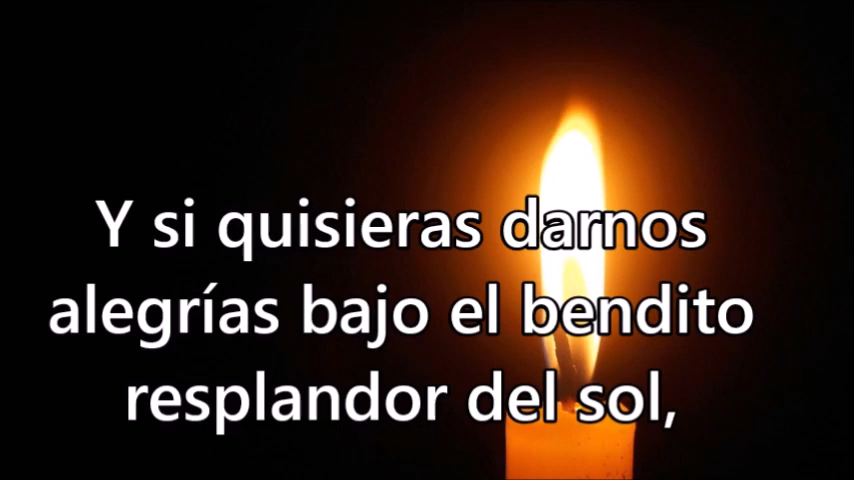 Y si quisieras darnos
alegrías bajo el bendito
resplandor del sol,